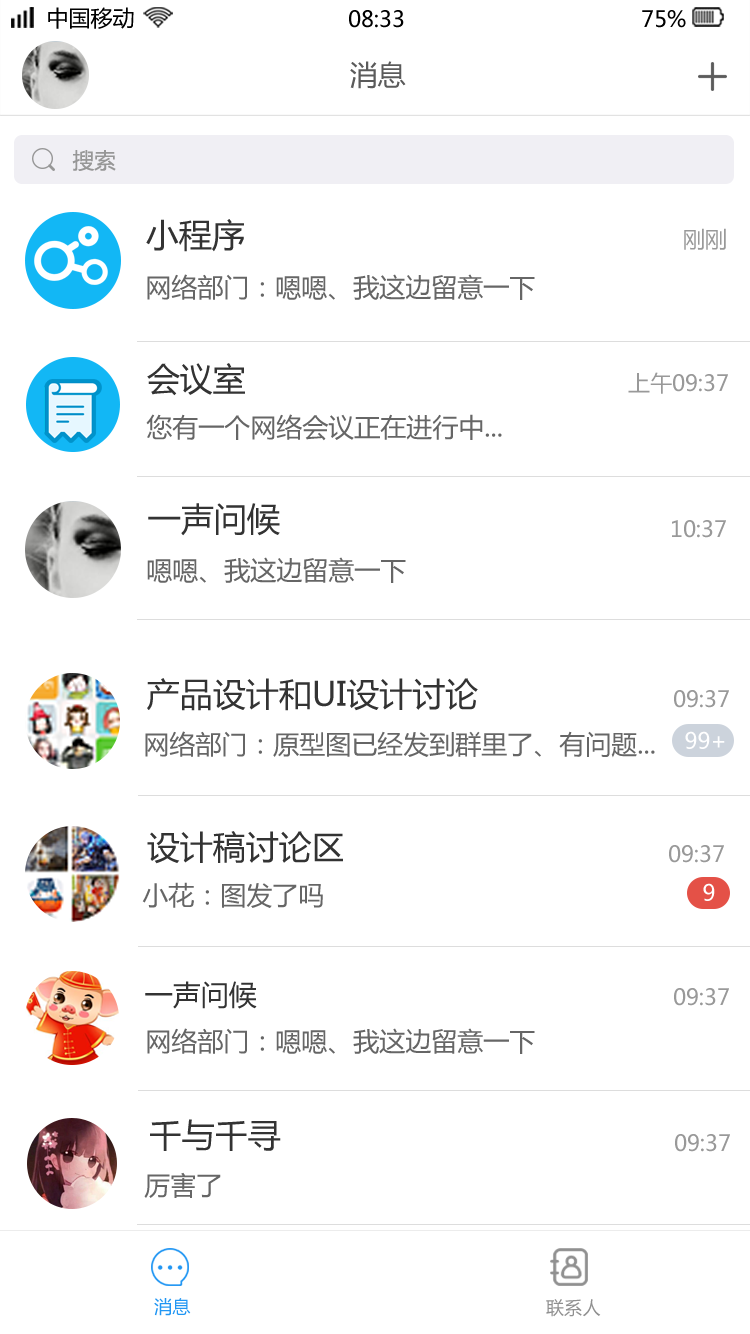 中国移动 08:33 75%
消息
搜索
小程序 刚刚
网络部门：嗯嗯、我这边留意一下
会议室 上午09:37
您有一个网络会议正在进行中...
一声问候 10:37
嗯嗯、我这边留意一下
产品设计和UI设计讨论 09:37
网络部门：原型图已经发到群里了、有问题... 99+
设计稿讨论区 09:37
小花：图发了吗 9
一声问候 09:37
网络部门：嗯嗯、我这边留意一下
千与千寻 09:37
厉害了
消息 联系人